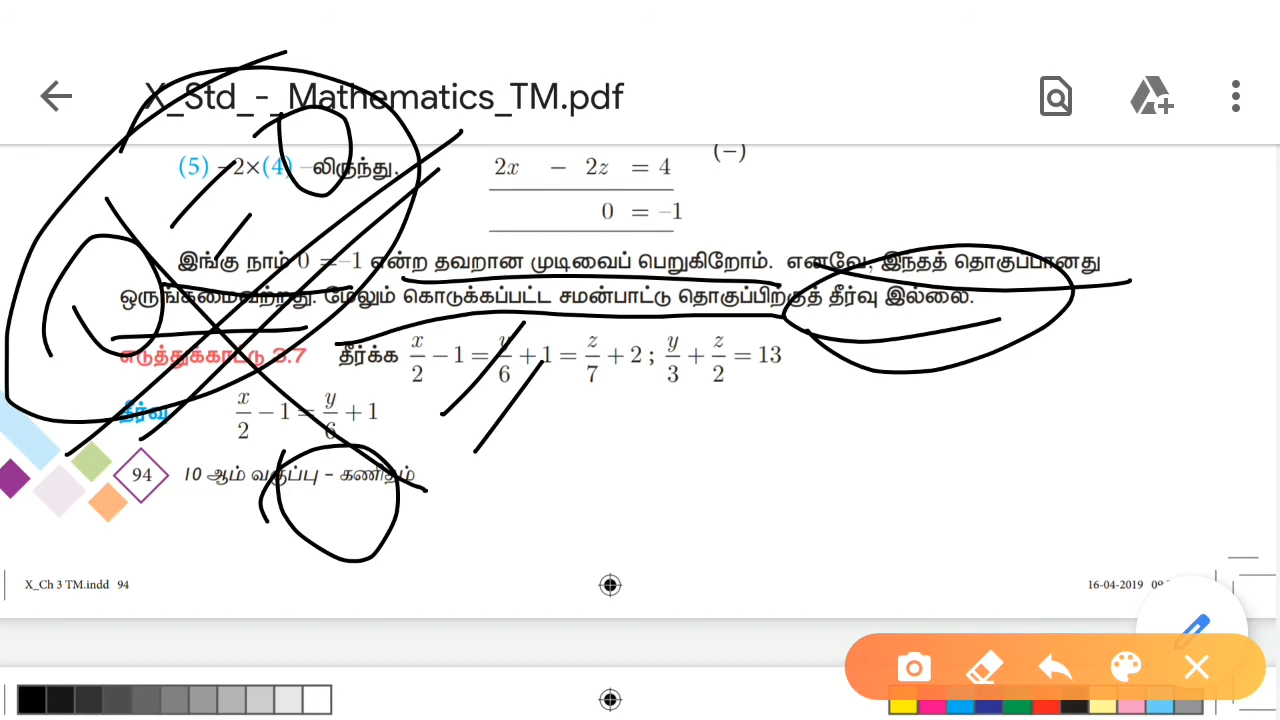 X_Std_-_Mathematics_TM.pdf
(−)
(5) − 2×(4) −லிருந்து, 2x − 2z = 4
0 = −1
இங்கு நாம் 0 = −1 என்ற தவறான முடிவைப் பெறுகிறோம். எனவே, இந்தத் தொகுப்பானது
ஒருங்கமைவற்றது. மேலும் கொடுக்கப்பட்ட சமன்பாட்டு தொகுப்பிற்குத் தீர்வு இல்லை.
எடுத்துக்காட்டு 3.7 தீர்க்க x/2 − 1 = y/6 + 1 = z/7 + 2 ; y/3 + z/2 = 13
தீர்வு x/2 − 1 = y/6 + 1
94 10 ஆம் வகுப்பு – கணிதம்
X_Ch 3 TM.indd 94 16-04-2019